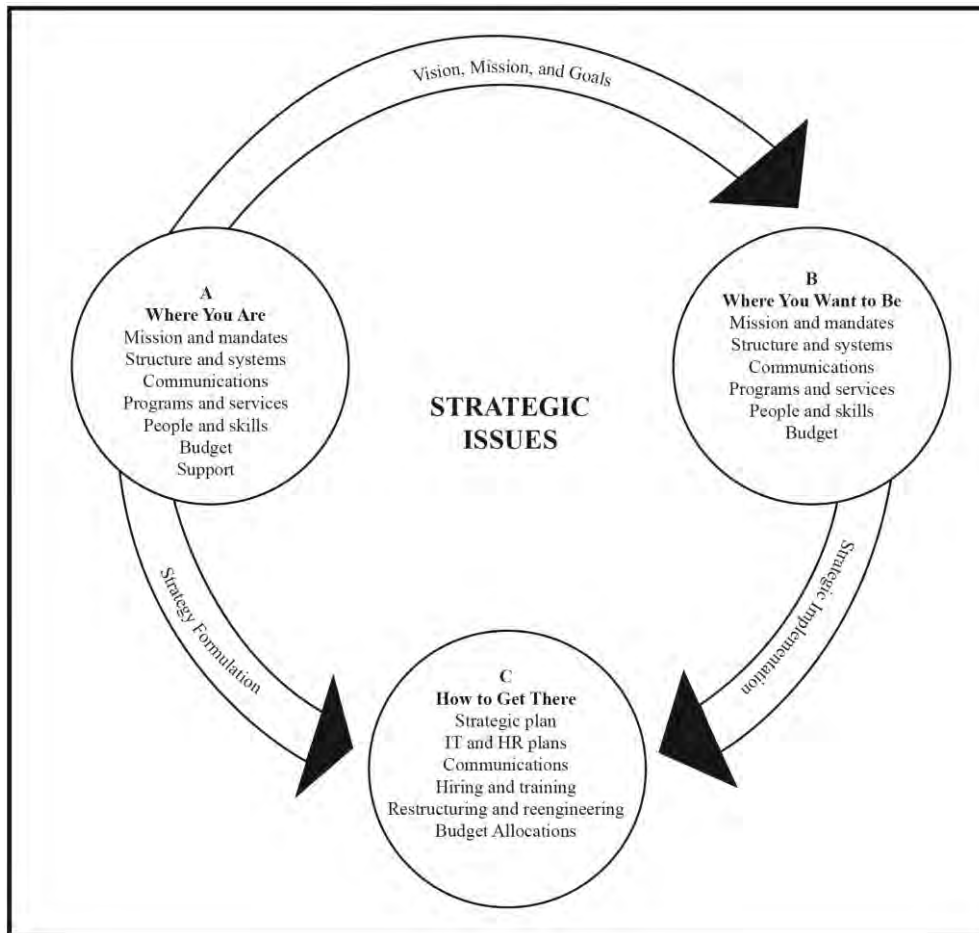 Vision, Mission, and Goals
A
Where You Are
Mission and mandates
Structure and systems
Communications
Programs and services
People and skills
Budget
Support
B
Where You Want to Be
Mission and mandates
Structure and systems
Communications
Programs and services
People and skills
Budget
STRATEGIC
ISSUES
Strategy Formulation
Strategic Implementation
C
How to Get There
Strategic plan
IT and HR plans
Communications
Hiring and training
Restructuring and reengineering
Budget Allocations